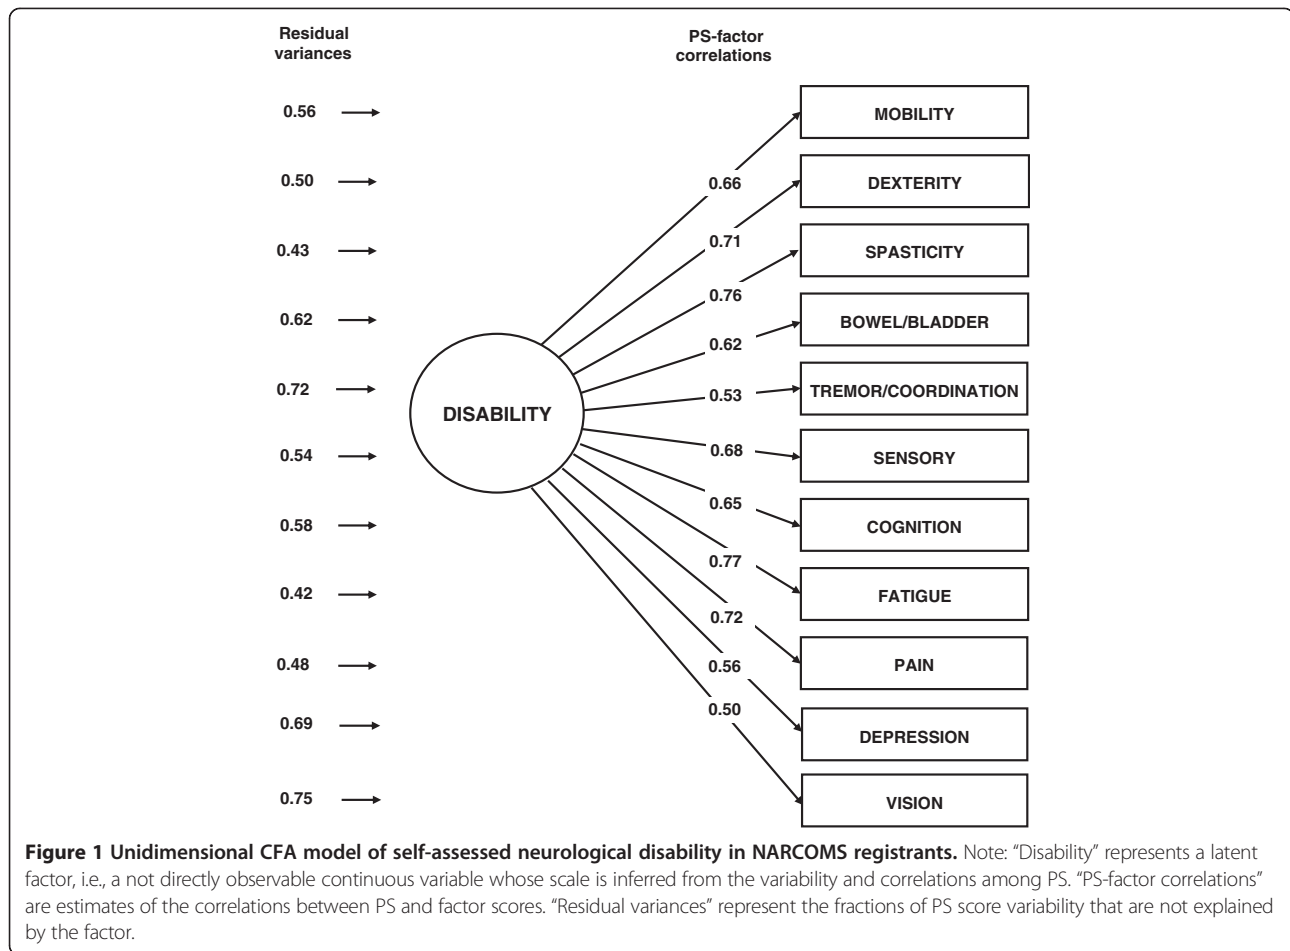 Residual
variances
PS-factor
correlations
0.56
MOBILITY
0.66
0.50
DEXTERITY
0.71
0.43
SPASTICITY
0.76
0.62
BOWEL/BLADDER
0.62
0.72
TREMOR/COORDINATION
0.53
DISABILITY
0.54
SENSORY
0.68
0.58
COGNITION
0.65
0.42
FATIGUE
0.77
0.48
PAIN
0.72
0.69
DEPRESSION
0.56
0.75
VISION
0.50
Figure 1 Unidimensional CFA model of self-assessed neurological disability in NARCOMS registrants. Note: “Disability” represents a latent
factor, i.e., a not directly observable continuous variable whose scale is inferred from the variability and correlations among PS. “PS-factor correlations”
are estimates of the correlations between PS and factor scores. “Residual variances” represent the fractions of PS score variability that are not explained
by the factor.